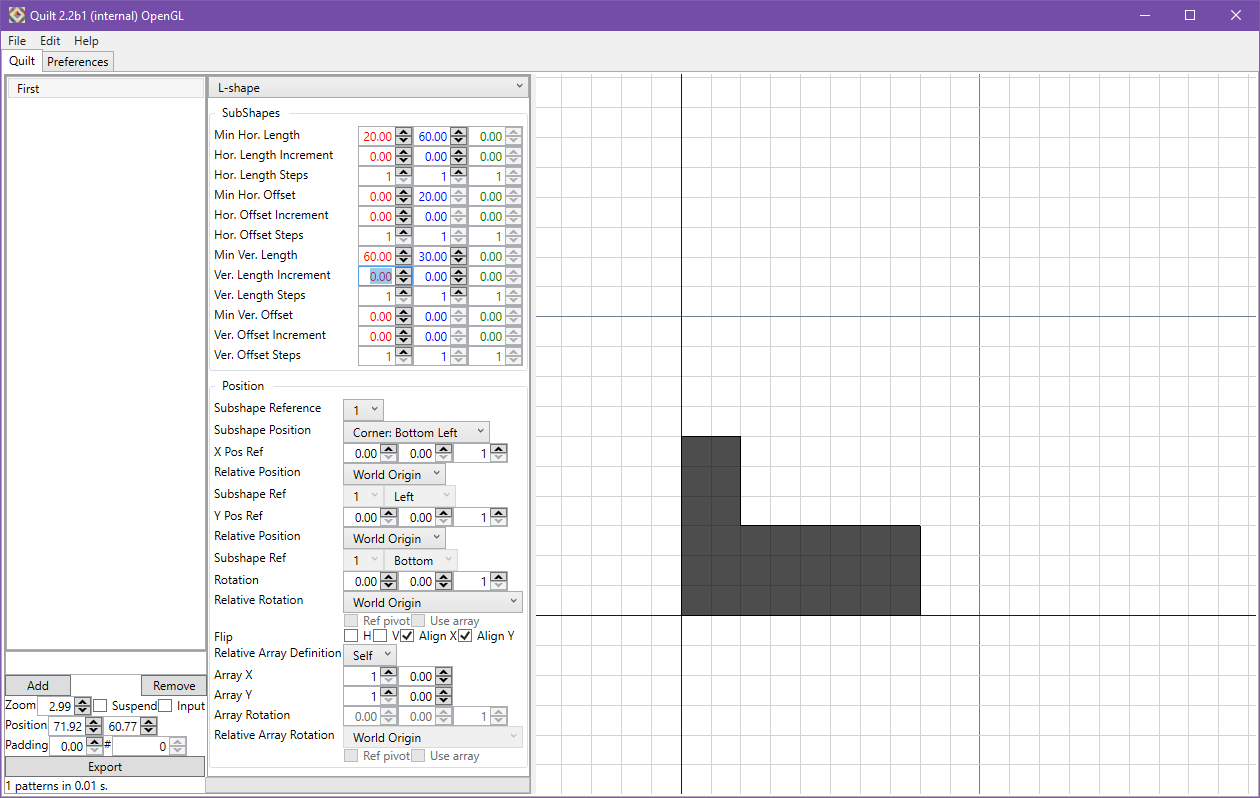 Quilt 2.2b1 (internal) OpenGL
File Edit Help
Quilt Preferences
First
L-shape
SubShapes
Min Hor. Length 20.00 60.00 0.00
Hor. Length Increment 0.00 0.00 0.00
Hor. Length Steps 1 1 1
Min Hor. Offset 0.00 20.00 0.00
Hor. Offset Increment 0.00 0.00 0.00
Hor. Offset Steps 1 1 1
Min Ver. Length 60.00 30.00 0.00
Ver. Length Increment 0.00 0.00 0.00
Ver. Length Steps 1 1 1
Min Ver. Offset 0.00 0.00 0.00
Ver. Offset Increment 0.00 0.00 0.00
Ver. Offset Steps 1 1 1
Position
Subshape Reference 1
Subshape Position Corner: Bottom Left
X Pos Ref 0.00 0.00 1
Relative Position World Origin
Subshape Ref 1 Left
Y Pos Ref 0.00 0.00 1
Relative Position World Origin
Subshape Ref 1 Bottom
Rotation 0.00 0.00 1
Relative Rotation World Origin
Ref pivot Use array
Flip H V Align X Align Y
Relative Array Definition Self
Array X 1 0.00
Array Y 1 0.00
Array Rotation 0.00 0.00 1
Relative Array Rotation World Origin
Ref pivot Use array
Add Remove
Zoom 2.99 Suspend Input
Position 71.92 60.77
Padding 0.00 # 0
Export
1 patterns in 0.01 s.